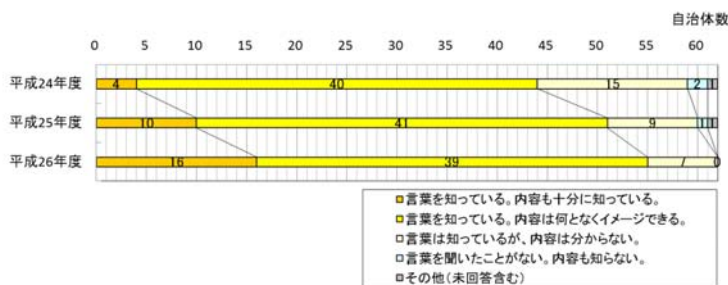 自治体数
0 5 10 15 20 25 30 35 40 45 50 55 60
平成24年度 4 40 15 2 1
平成25年度 10 41 9 1 1
平成26年度 16 39 7 0
言葉を知っている。内容も十分に知っている。
言葉を知っている。内容は何となくイメージできる。
言葉は知っているが、内容は分からない。
言葉を聞いたことがない。内容も知らない。
その他(未回答含む)